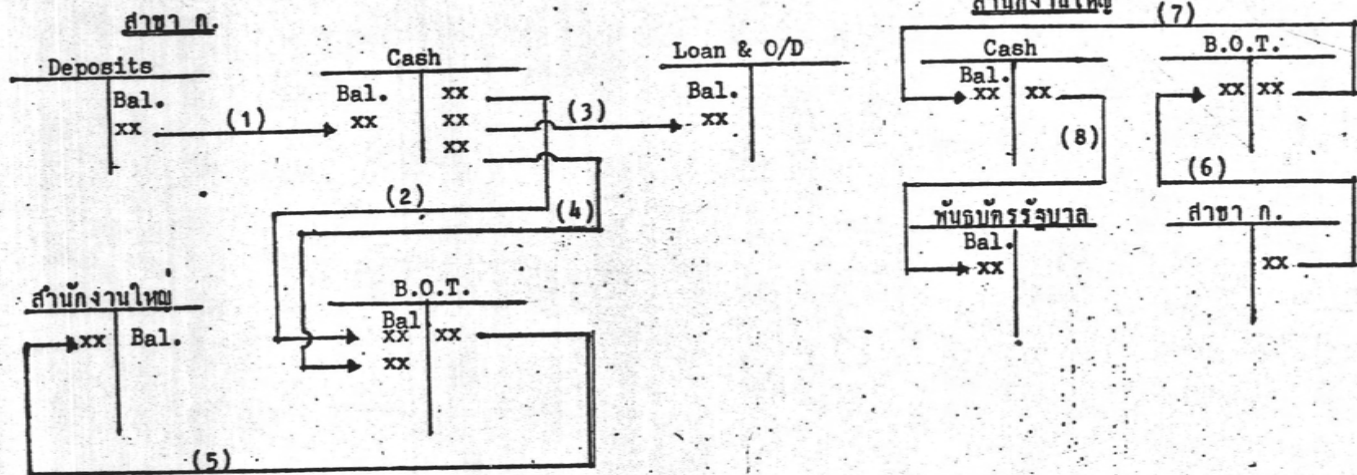 สาขา ก.
Deposits
Bal.
xx
(1)
Cash
Bal.
xx
xx
xx
xx
(3)
Loan & O/D
Bal.
xx
(2)
(4)
สำนักงานใหญ่
xx Bal.
B.O.T.
Bal
xx xx
xx
(5)
สำนักงานใหญ่
(7)
Cash
Bal.
xx xx
(8)
B.O.T.
xx xx
(6)
พันธบัตรรัฐบาล
Bal.
xx
สาขา ก.
xx